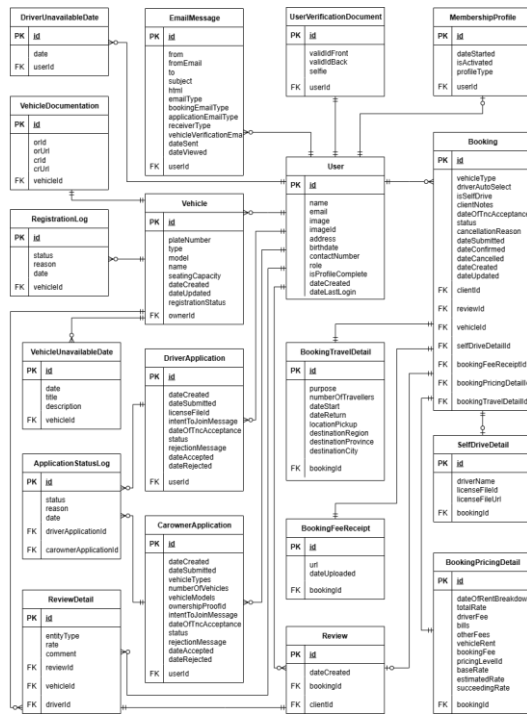 DriverUnavailableDate
PK id
date
FK userId
VehicleDocumentation
PK id
orId
orUrl
crId
crUrl
FK vehicleId
RegistrationLog
PK id
status
reason
date
FK vehicleId
VehicleUnavailableDate
PK id
date
title
description
FK vehicleId
ApplicationStatusLog
PK id
status
reason
date
FK driverApplicationId
FK carownerApplicationId
ReviewDetail
PK id
entityType
rate
comment
FK reviewId
FK vehicleId
FK driverId
EmailMessage
PK id
from
fromEmail
to
subject
html
emailType
bookingEmailType
applicationEmailType
receiverType
vehicleVerificationEma
dateSent
dateViewed
FK userId
Vehicle
PK id
plateNumber
type
model
name
seatingCapacity
dateCreated
dateUpdated
registrationStatus
FK ownerId
DriverApplication
PK id
dateCreated
dateSubmitted
licenseFileId
intentToJoinMessage
dateOfTncAcceptance
status
rejectionMessage
dateAccepted
dateRejected
FK userId
CarownerApplication
PK id
dateCreated
dateSubmitted
vehicleTypes
numberOfVehicles
vehicleModels
ownershipProofId
intentToJoinMessage
dateOfTncAcceptance
status
rejectionMessage
dateAccepted
dateRejected
FK userId
UserVerificationDocument
PK id
validIdFront
validIdBack
selfie
FK userId
User
PK id
name
email
image
imageId
address
birthdate
contactNumber
role
isProfileComplete
dateCreated
dateLastLogin
BookingTravelDetail
PK id
purpose
numberOfTravellers
dateStart
dateReturn
locationPickup
destinationRegion
destinationProvince
destinationCity
FK bookingId
BookingFeeReceipt
PK id
url
dateUploaded
FK bookingId
Review
PK id
dateCreated
FK bookingId
FK clientId
MembershipProfile
PK id
dateStarted
isActivated
profileType
FK userId
Booking
PK id
vehicleType
driverAutoSelect
isSelfDrive
clientNotes
dateOfTncAcceptance
status
cancellationReason
dateSubmitted
dateConfirmed
dateCancelled
dateCreated
dateUpdated
FK clientId
FK reviewId
FK vehicleId
FK selfDriveDetailId
FK bookingFeeReceiptId
FK bookingPricingDetailI
FK bookingTravelDetailId
SelfDriveDetail
PK id
driverName
licenseFileId
licenseFileUrl
FK bookingId
BookingPricingDetail
PK id
dateOfRentBreakdow
totalRate
driverFee
bills
otherFees
vehicleRent
bookingFee
pricingLevelId
baseRate
estimatedRate
succeedingRate
FK bookingId